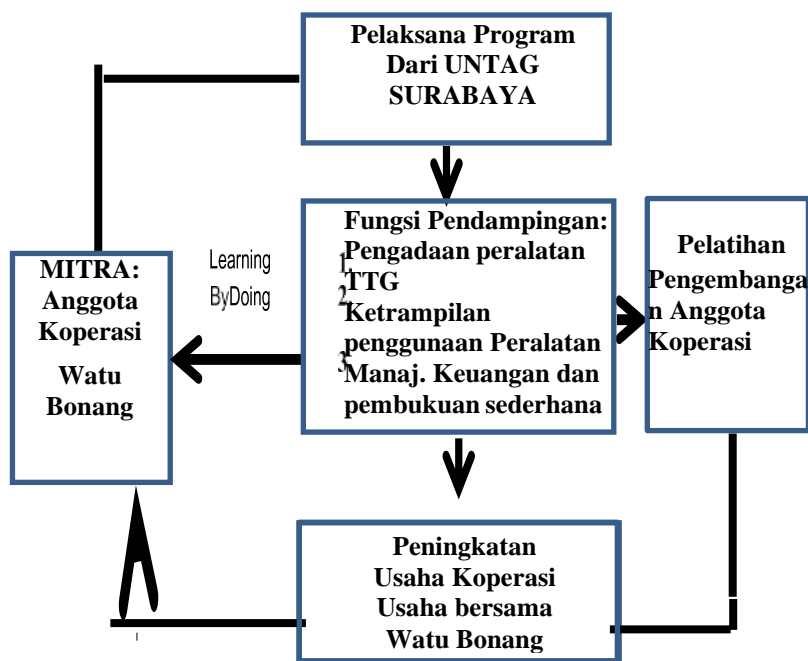 Pelaksana Program
Dari UNTAG
SURABAYA
Fungsi Pendampingan:
1. Pengadaan peralatan
TTG
2. Ketrampilan
penggunaan Peralatan
3. Manaj. Keuangan dan
pembukuan sederhana
Pelatihan
Pengembanga
n Anggota
Koperasi
Learning
ByDoing
MITRA:
Anggota
Koperasi
Watu
Bonang
Peningkatan
Usaha Koperasi
Usaha bersama
Watu Bonang